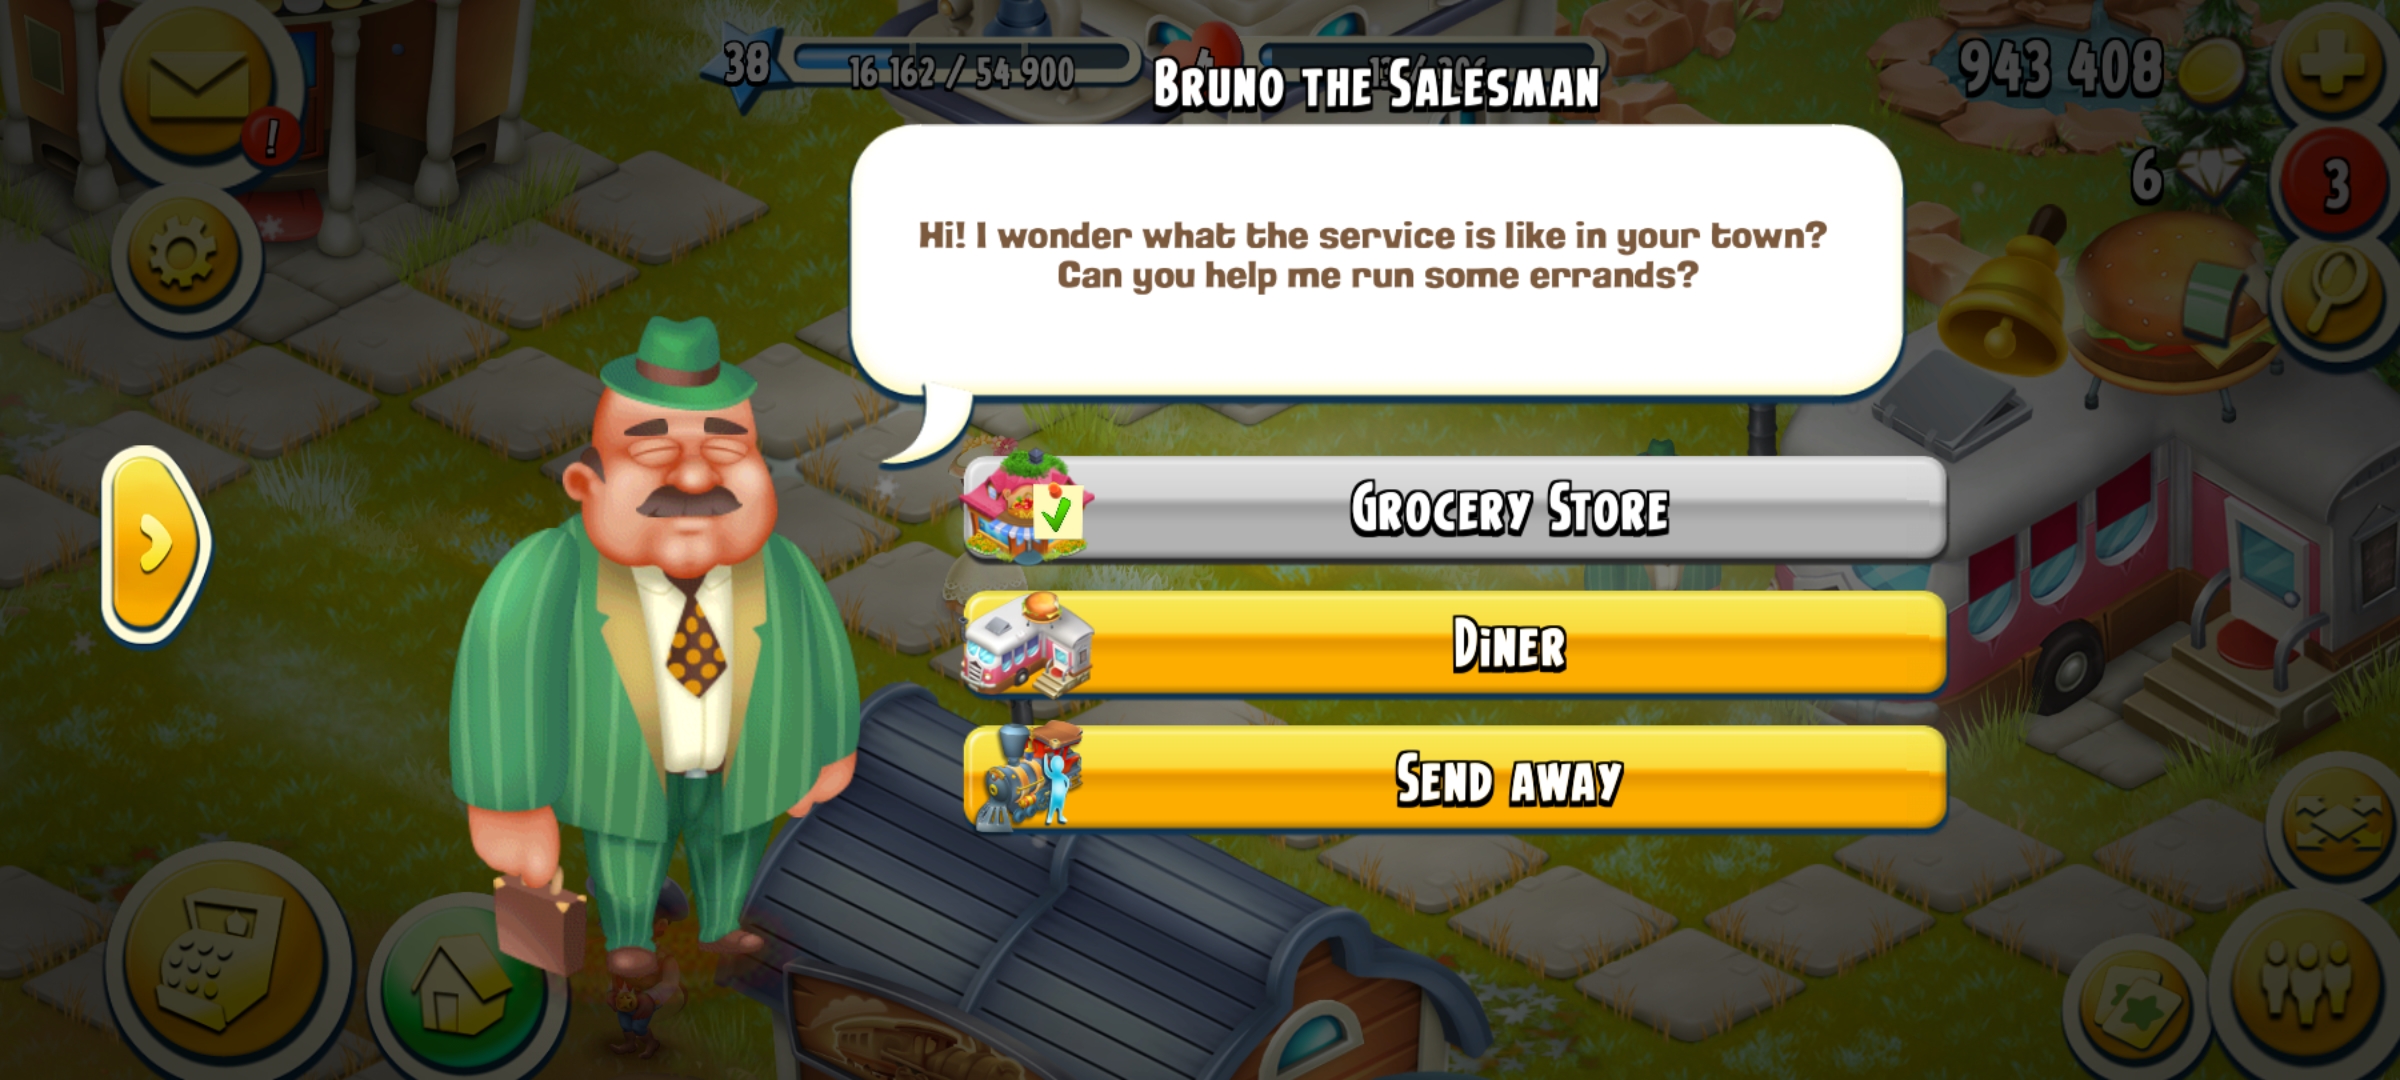 38
16 162 / 54 900
4
943 408
Bruno the Salesman
!
6
3
Hi! I wonder what the service is like in your town?
Can you help me run some errands?
Grocery Store
Diner
Send away